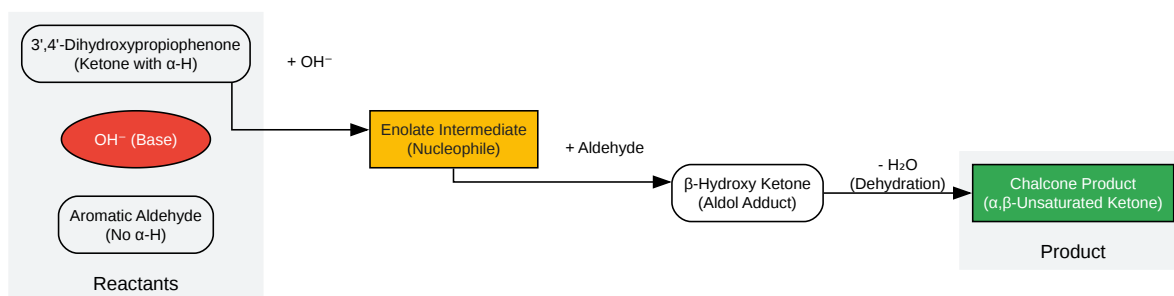 3',4'-Dihydroxypropiophenone
(Ketone with α-H)
OH⁻ (Base)
Aromatic Aldehyde
(No α-H)
Reactants
+ OH⁻
Enolate Intermediate
(Nucleophile)
+ Aldehyde
β-Hydroxy Ketone
(Aldol Adduct)
- H₂O
(Dehydration)
Chalcone Product
(α,β-Unsaturated Ketone)
Product